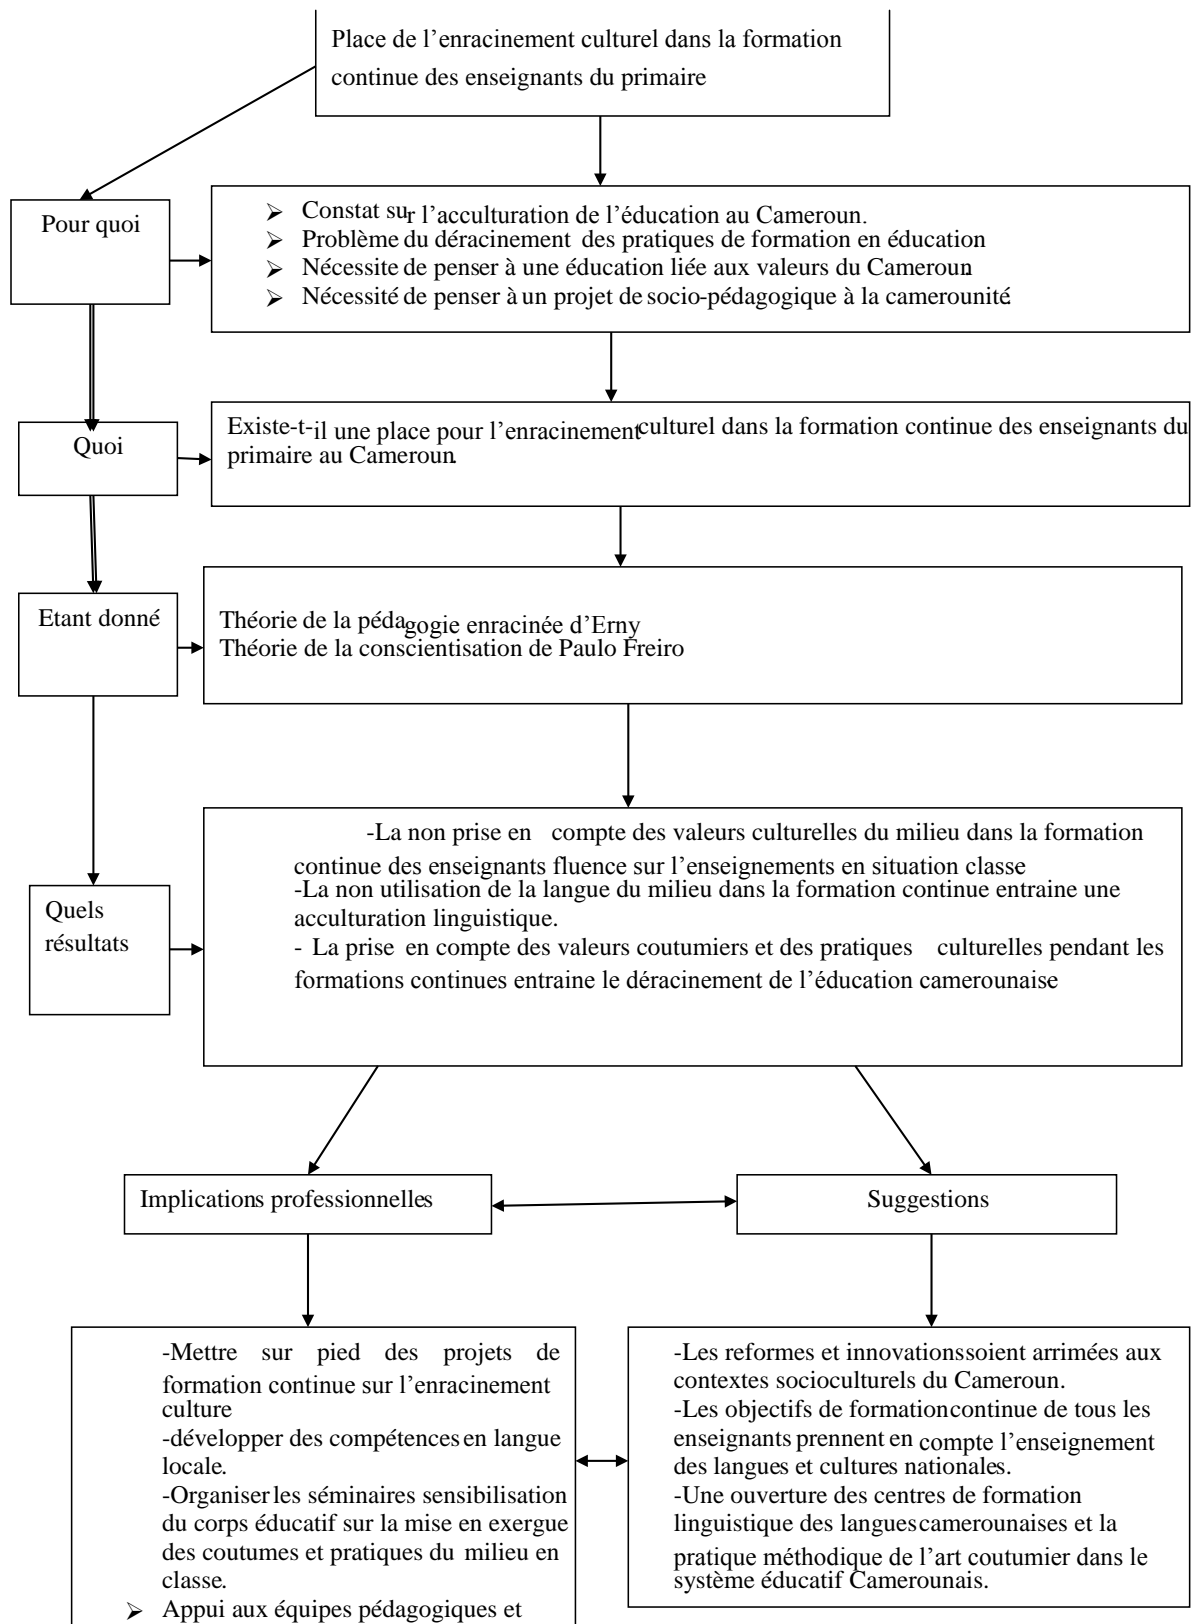 Place de l’enracinement culturel dans la formation
continue des enseignants du primaire
Pour quoi
➢ Constat sur l’acculturation de l’éducation au Cameroun.
➢ Problème du déracinement des pratiques de formation en éducation
➢ Nécessite de penser à une éducation liée aux valeurs du Cameroun.
➢ Nécessité de penser à un projet de socio-pédagogique à la camerounité.
Quoi
Existe-t-il une place pour l’enracinement culturel dans la formation continue des enseignants du
primaire au Cameroun.
Etant donné
Théorie de la pédagogie enracinée d’Erny
Théorie de la conscientisation de Paulo Freiro
Quels
résultats
-La non prise en compte des valeurs culturelles du milieu dans la formation
continue des enseignants fluence sur l’enseignements en situation classe
-La non utilisation de la langue du milieu dans la formation continue entraine une
acculturation linguistique.
- La prise en compte des valeurs coutumiers et des pratiques culturelles pendant les
formations continues entraine le déracinement de l’éducation camerounaise
Implications professionnelles
Suggestions
-Mettre sur pied des projets de
formation continue sur l’enracinement
culture
-développer des compétences en langue
locale.
-Organiser les séminaires sensibilisation
du corps éducatif sur la mise en exergue
des coutumes et pratiques du milieu en
classe.
➢ Appui aux équipes pédagogiques et
-Les reformes et innovations soient arrimées aux
contextes socioculturels du Cameroun.
-Les objectifs de formation continue de tous les
enseignants prennent en compte l’enseignement
des langues et cultures nationales.
-Une ouverture des centres de formation
linguistique des langues camerounaises et la
pratique méthodique de l’art coutumier dans le
système éducatif Camerounais.